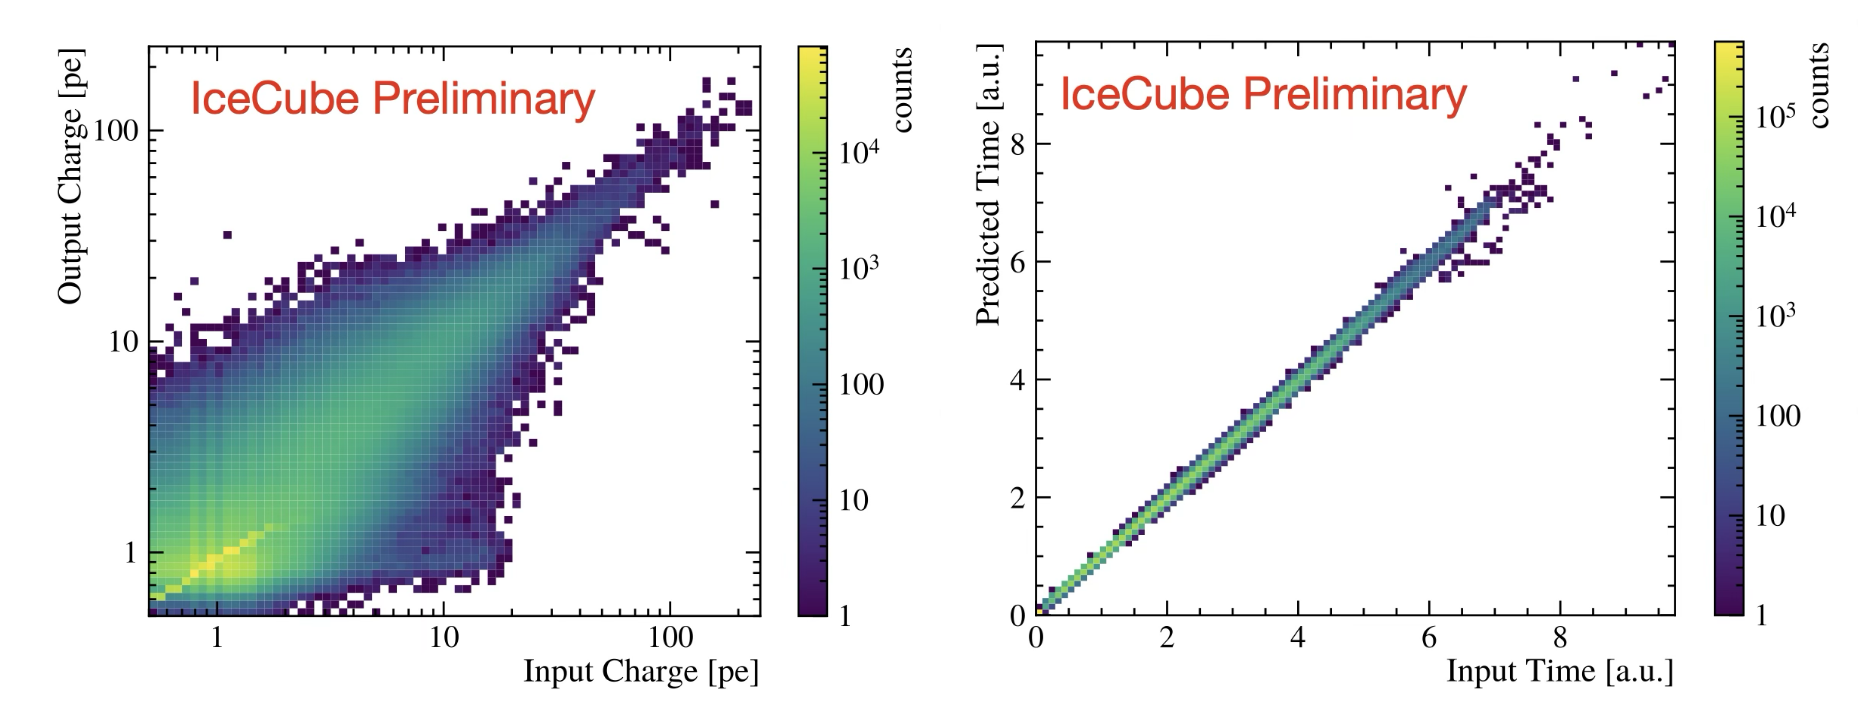 IceCube Preliminary
Output Charge [pe]
100
10
1
1 10 100
Input Charge [pe]
counts
10⁴
10³
100
10
1
IceCube Preliminary
Predicted Time [a.u.]
8
6
4
2
0
0 2 4 6 8
Input Time [a.u.]
counts
10⁵
10⁴
10³
100
10
1